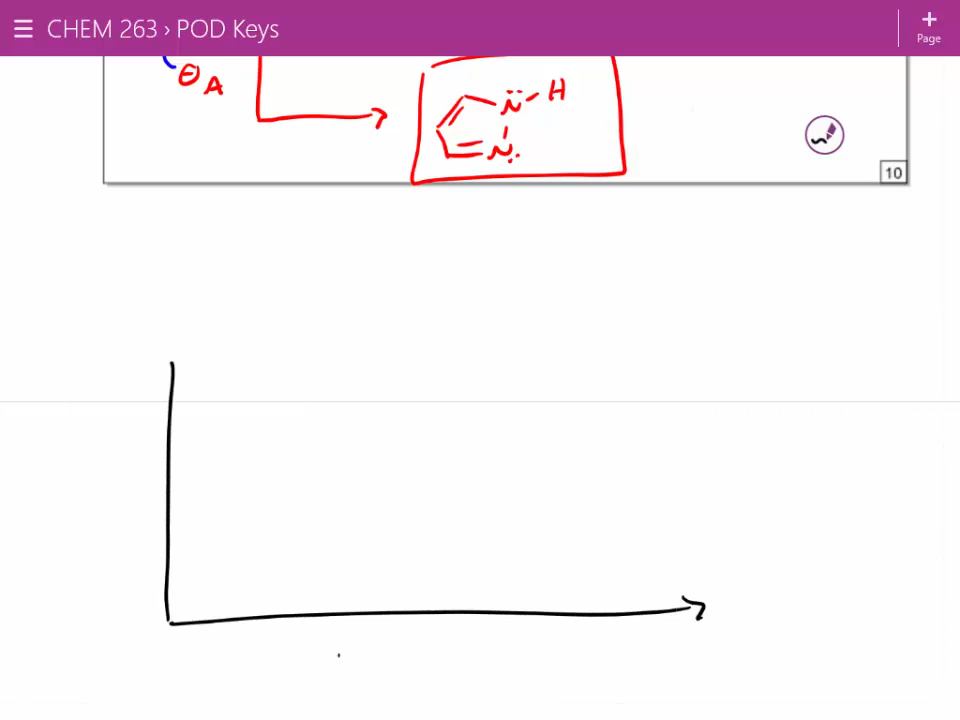 ☰ CHEM 263 › POD Keys
+
Page
N - H
Θ A
N
10